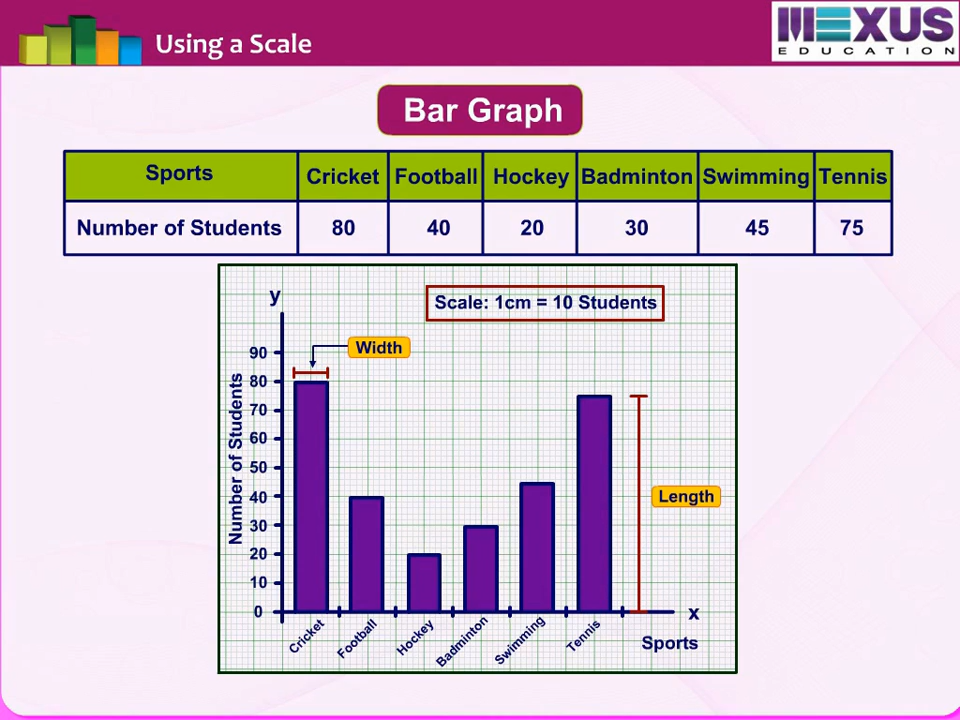 Using a Scale
MEXUS
EDUCATION
Bar Graph
Sports Cricket Football Hockey Badminton Swimming Tennis
Number of Students 80 40 20 30 45 75
y
Scale: 1cm = 10 Students
Width
90
80
70
60
50
40
30
20
10
0
Number of Students
Length
Cricket
Football
Hockey
Badminton
Swimming
Tennis
x
Sports